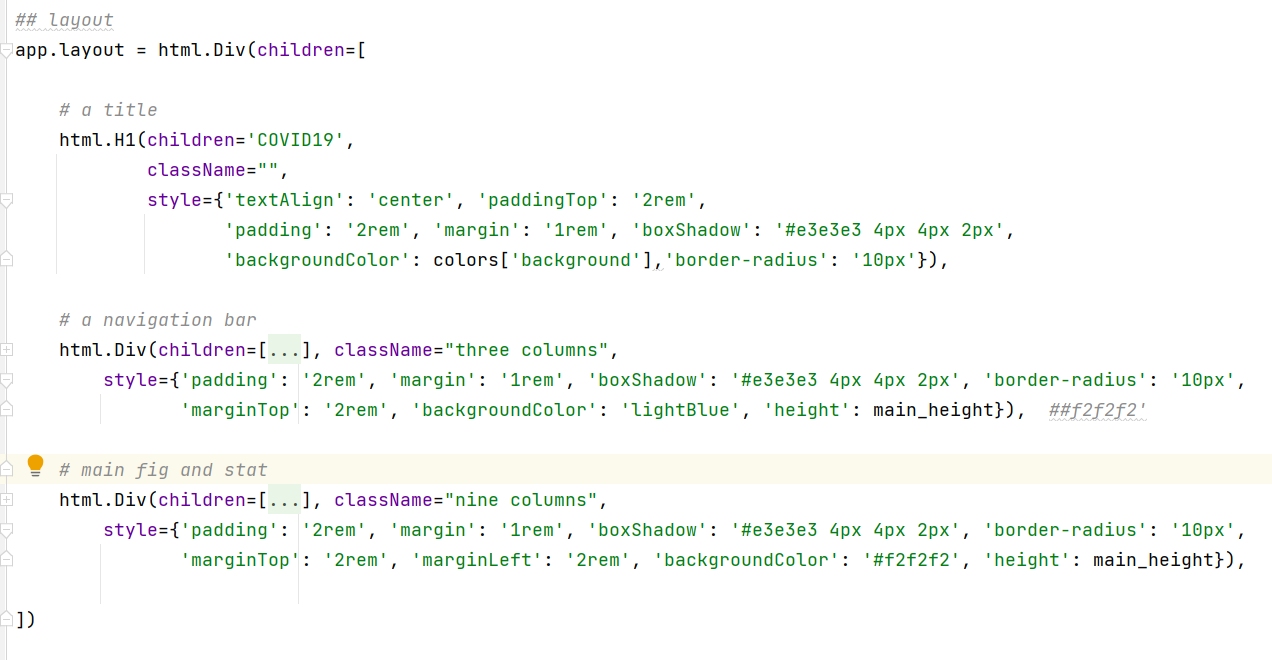 ## layout
app.layout = html.Div(children=[
# a title
html.H1(children='COVID19',
className="",
style={'textAlign': 'center', 'paddingTop': '2rem',
'padding': '2rem', 'margin': '1rem', 'boxShadow': '#e3e3e3 4px 4px 2px',
'backgroundColor': colors['background'],'border-radius': '10px'}),
# a navigation bar
html.Div(children=[...], className="three columns",
style={'padding': '2rem', 'margin': '1rem', 'boxShadow': '#e3e3e3 4px 4px 2px', 'border-radius': '10px',
'marginTop': '2rem', 'backgroundColor': 'lightBlue', 'height': main_height}),  ##f2f2f2'
# main fig and stat
html.Div(children=[...], className="nine columns",
style={'padding': '2rem', 'margin': '1rem', 'boxShadow': '#e3e3e3 4px 4px 2px', 'border-radius': '10px',
'marginTop': '2rem', 'marginLeft': '2rem', 'backgroundColor': '#f2f2f2', 'height': main_height}),
])